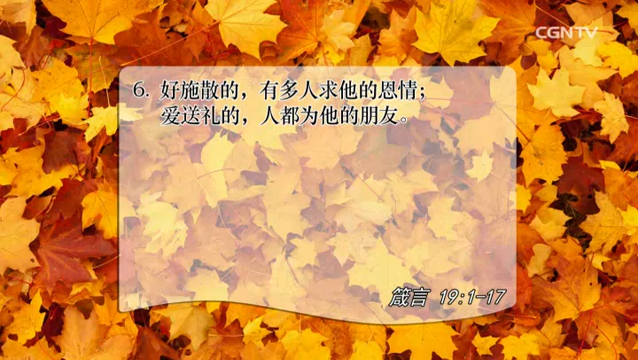 CGNTV
6. 好施散的，有多人求他的恩情；
爱送礼的，人都为他的朋友。
箴言 19:1-17